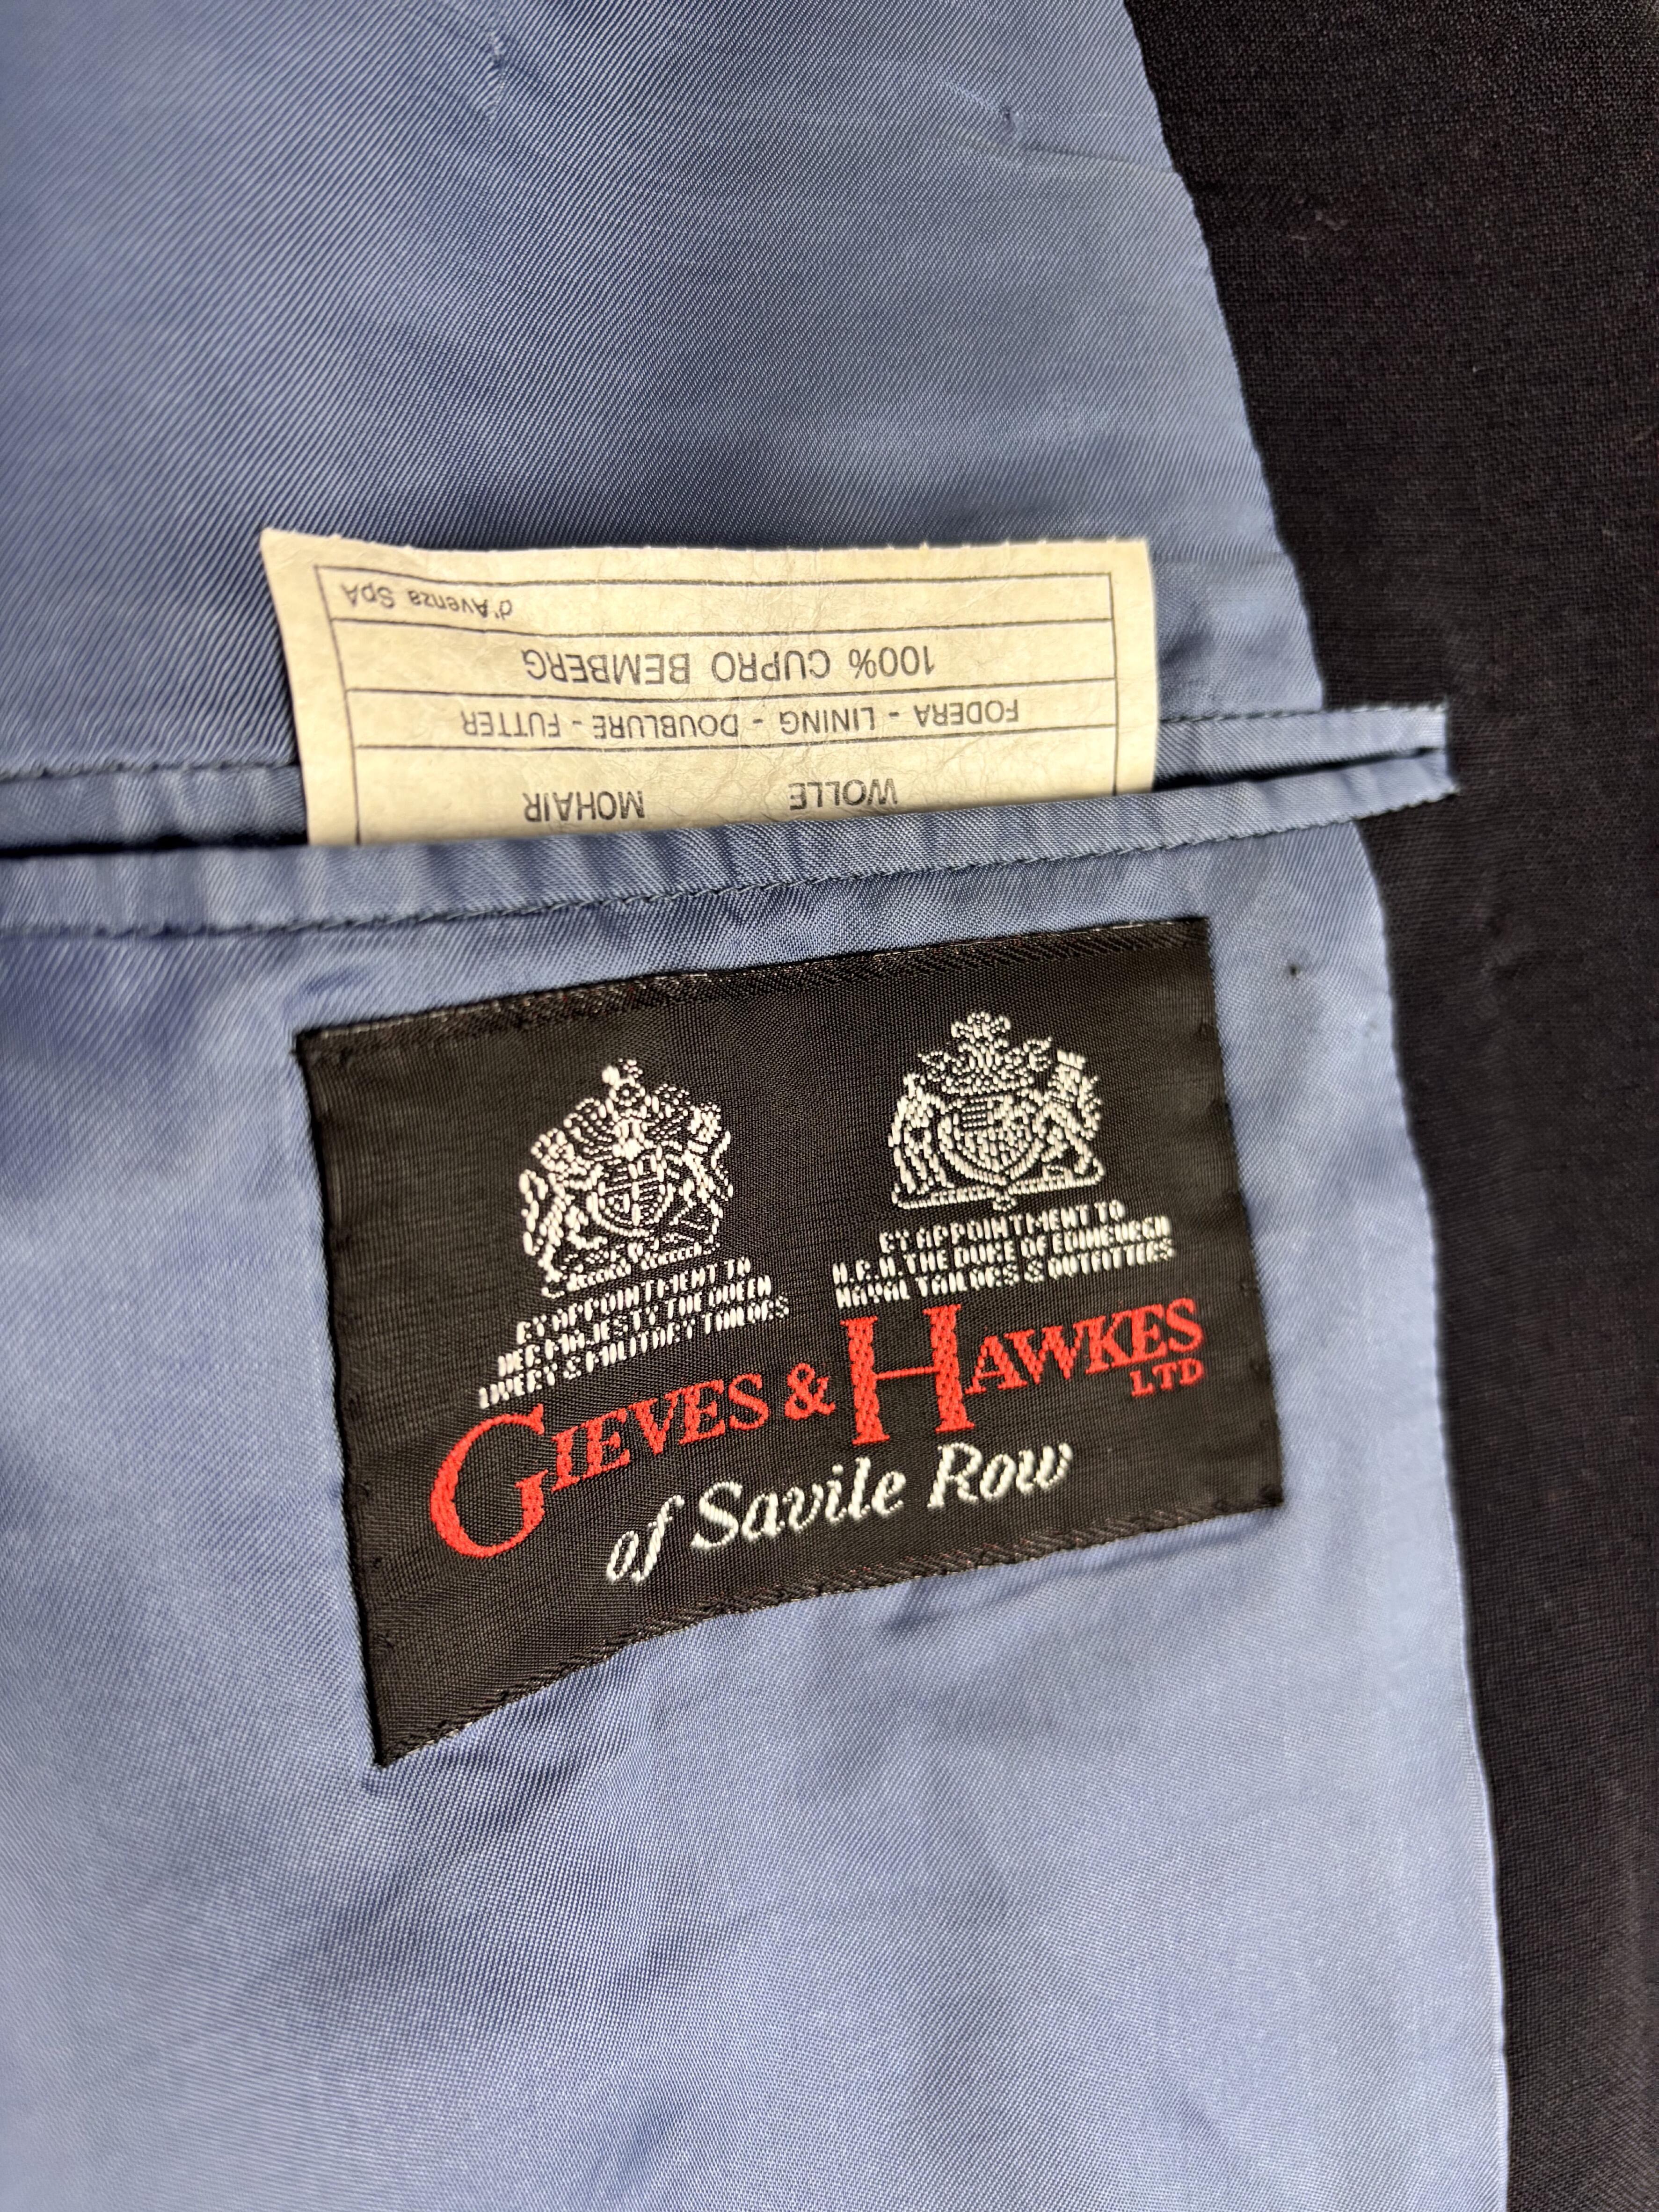 WOLLE MOHAIR
FODERA - LINING - DOUBLURE - FUTTER
100% CUPRO BEMBERG
d'Avenza SpA
BY APPOINTMENT TO
HER MAJESTY THE QUEEN
LIVERY & MILITARY TAILORS
BY APPOINTMENT TO
H.R.H. THE DUKE OF EDINBURGH
NAVAL TAILORS & OUTFITTERS
GIEVES & HAWKES
LTD
of Savile Row